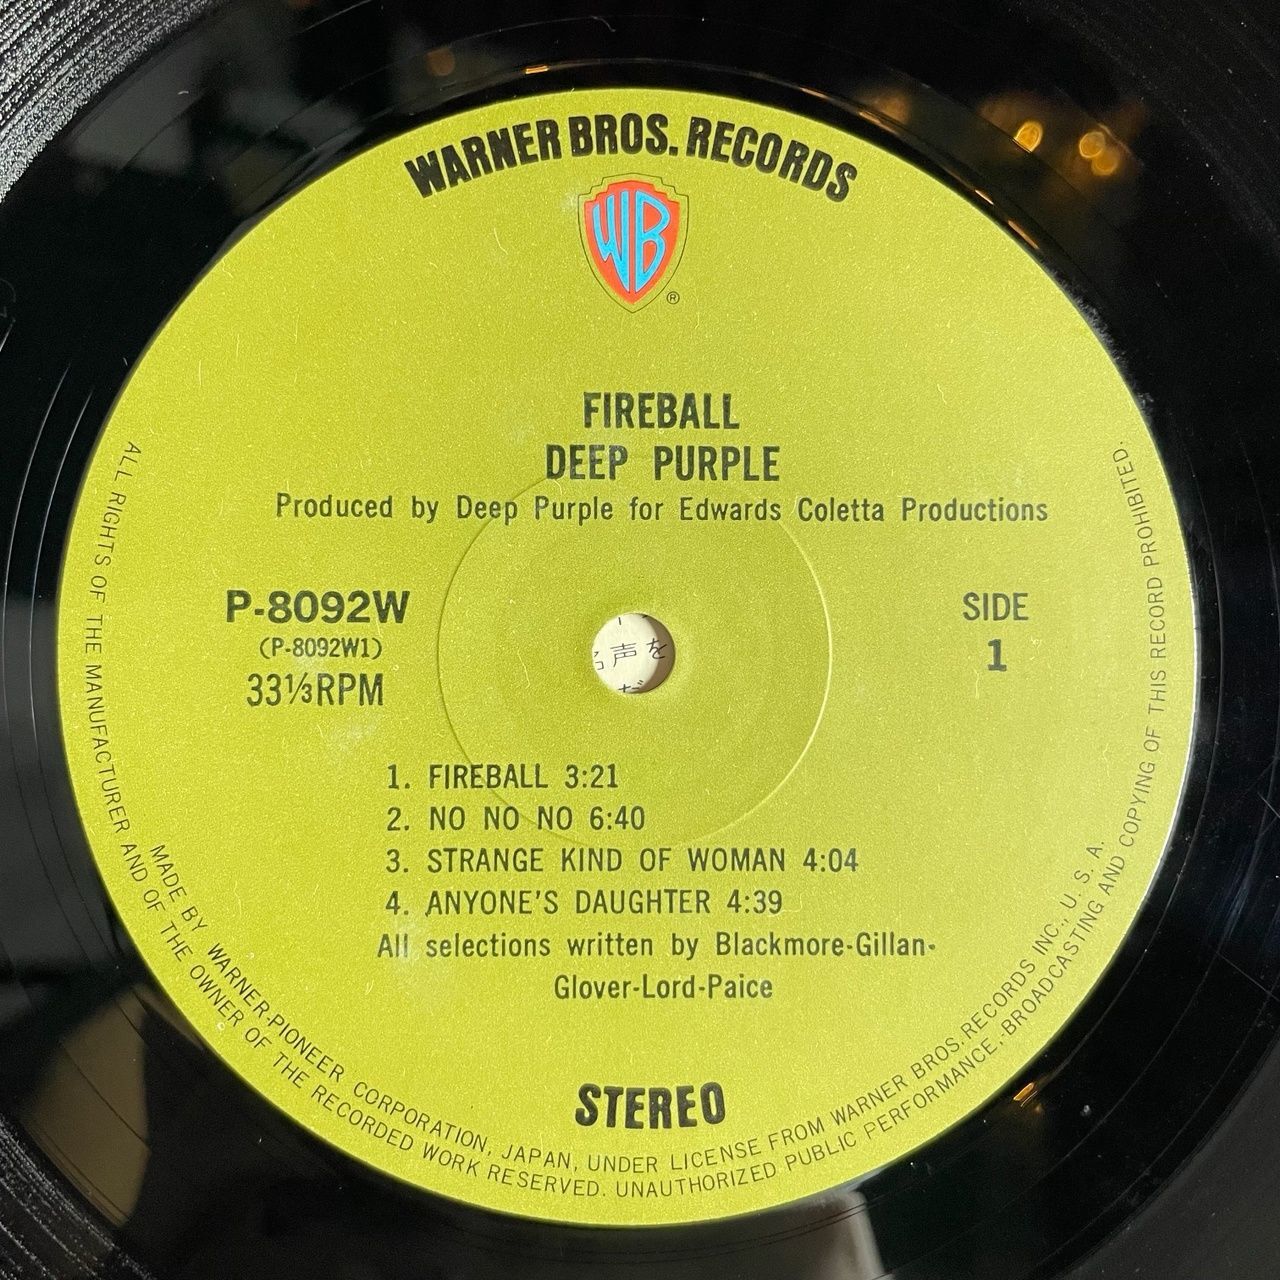 WARNER BROS. RECORDS
WB
®
FIREBALL
DEEP PURPLE
Produced by Deep Purple for Edwards Coletta Productions
P-8092W
(P-8092W1)
33⅓RPM
SIDE
1
声を
1. FIREBALL 3:21
2. NO NO NO 6:40
3. STRANGE KIND OF WOMAN 4:04
4. ANYONE'S DAUGHTER 4:39
All selections written by Blackmore-Gillan-
Glover-Lord-Paice
STEREO
MADE BY WARNER-PIONEER CORPORATION, JAPAN, UNDER LICENSE FROM WARNER BROS. RECORDS INC., U. S. A.
ALL RIGHTS OF THE MANUFACTURER AND OF THE OWNER OF THE RECORDED WORK RESERVED. UNAUTHORIZED PUBLIC PERFORMANCE, BROADCASTING AND COPYING OF THIS RECORD PROHIBITED.